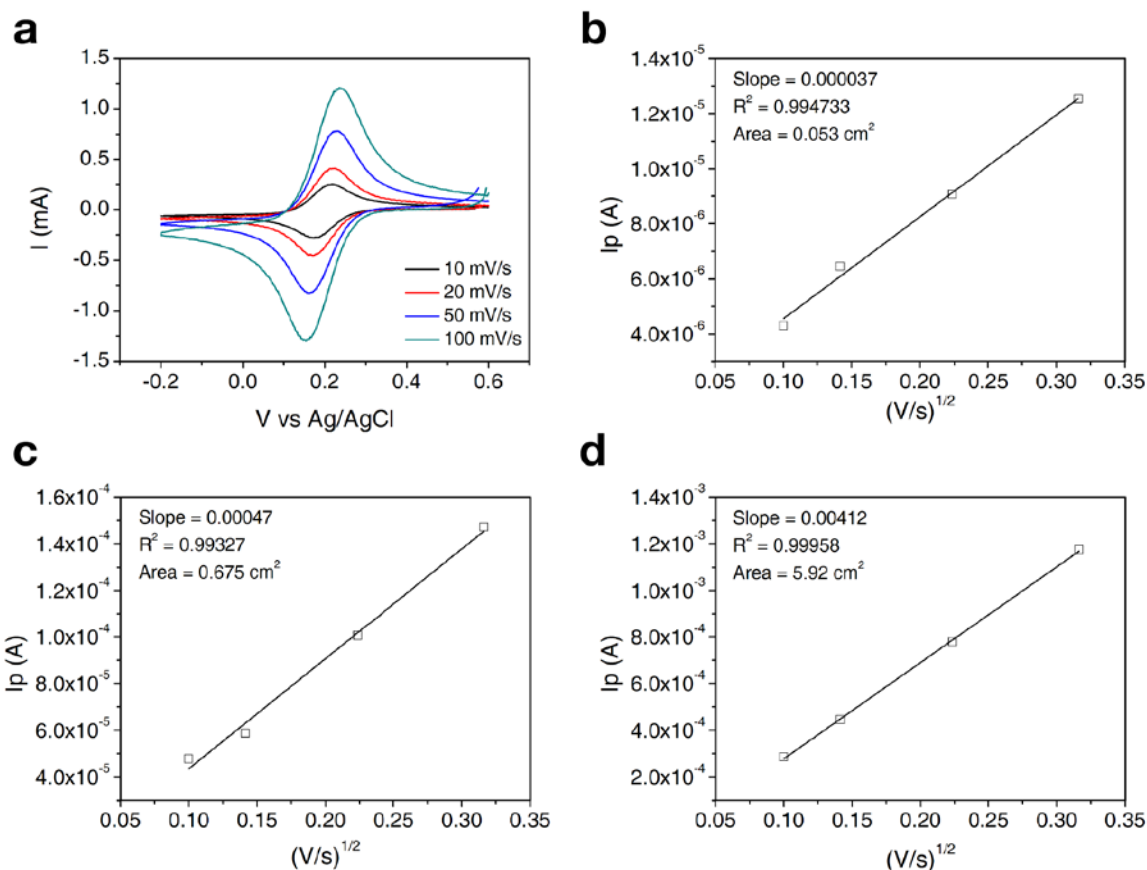 a
1.5
1.0
0.5
0.0
-0.5
-1.0
-1.5
I (mA)
10 mV/s
20 mV/s
50 mV/s
100 mV/s
-0.2 0.0 0.2 0.4 0.6
V vs Ag/AgCl
b
1.4x10⁻⁵
1.2x10⁻⁵
1.0x10⁻⁵
8.0x10⁻⁶
6.0x10⁻⁶
4.0x10⁻⁶
Ip (A)
Slope = 0.000037
R² = 0.994733
Area = 0.053 cm²
0.05 0.10 0.15 0.20 0.25 0.30 0.35
(V/s)¹/²
c
1.6x10⁻⁴
1.4x10⁻⁴
1.2x10⁻⁴
1.0x10⁻⁴
8.0x10⁻⁵
6.0x10⁻⁵
4.0x10⁻⁵
Ip (A)
Slope = 0.00047
R² = 0.99327
Area = 0.675 cm²
0.05 0.10 0.15 0.20 0.25 0.30 0.35
(V/s)¹/²
d
1.4x10⁻³
1.2x10⁻³
1.0x10⁻³
8.0x10⁻⁴
6.0x10⁻⁴
4.0x10⁻⁴
2.0x10⁻⁴
Ip (A)
Slope = 0.00412
R² = 0.99958
Area = 5.92 cm²
0.05 0.10 0.15 0.20 0.25 0.30 0.35
(V/s)¹/²